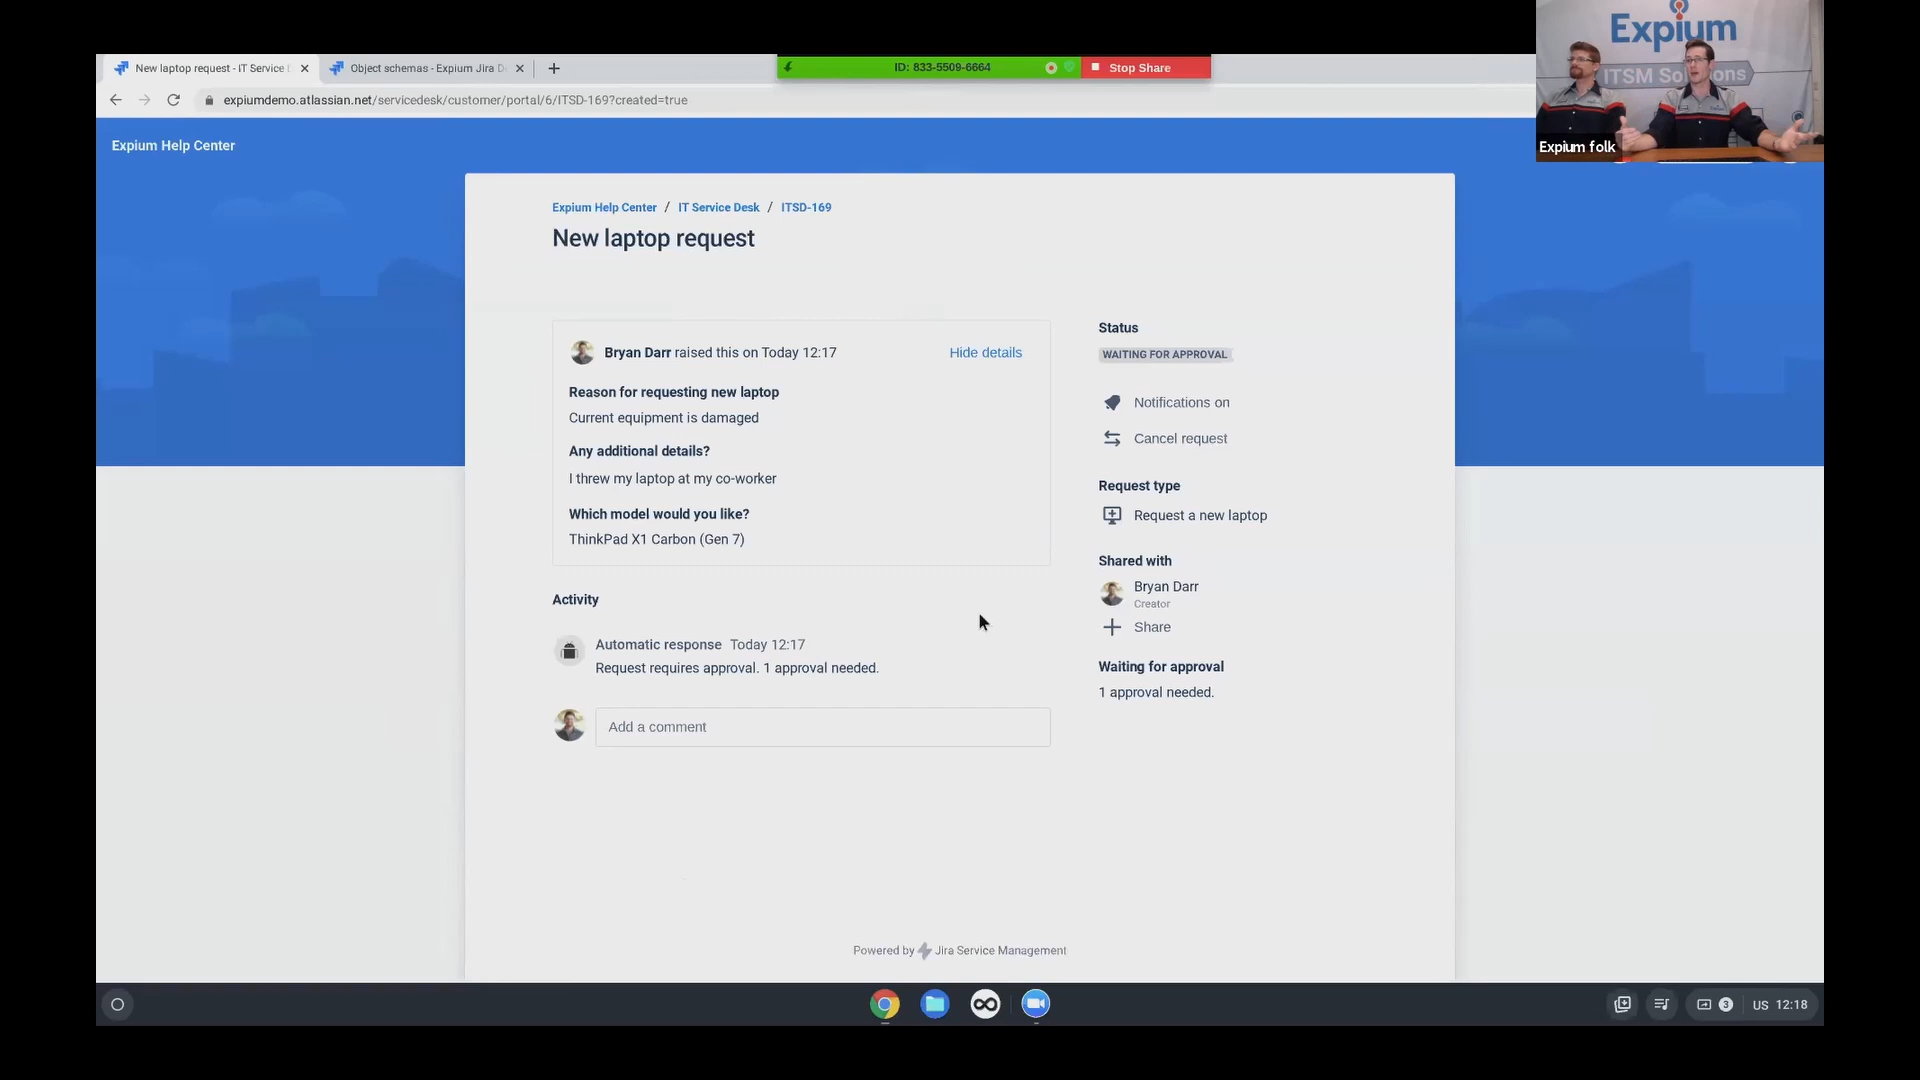 New laptop request - IT Service
Object schemas - Expium Jira D
ID: 833-5509-6664
Stop Share
expiumdemo.atlassian.net/servicedesk/customer/portal/6/ITSD-169?created=true
Expium
ITSM Solutions
Expium folk
Expium Help Center
Expium Help Center / IT Service Desk / ITSD-169
New laptop request
Bryan Darr raised this on Today 12:17
Hide details
Reason for requesting new laptop
Current equipment is damaged
Any additional details?
I threw my laptop at my co-worker
Which model would you like?
ThinkPad X1 Carbon (Gen 7)
Activity
Automatic response Today 12:17
Request requires approval. 1 approval needed.
Add a comment
Status
WAITING FOR APPROVAL
Notifications on
Cancel request
Request type
Request a new laptop
Shared with
Bryan Darr
Creator
Share
Waiting for approval
1 approval needed.
Powered by Jira Service Management
3 US 12:18